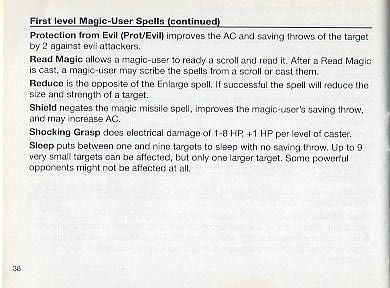 First level Magic-User Spells (continued)
Protection from Evil (Prot/Evil) improves the AC and saving throws of the target
by 2 against evil attackers.
Read Magic allows a magic-user to ready a scroll and read it. After a Read Magic
is cast, a magic-user may scribe the spells from a scroll or cast them.
Reduce is the opposite of the Enlarge spell. If successful the spell will reduce the
size and strength of a target.
Shield negates the magic missile spell, improves the magic-user's saving throw,
and may increase AC.
Shocking Grasp does electrical damage of 1-8 HP, +1 HP per level of caster.
Sleep puts between one and nine targets to sleep with no saving throw. Up to 9
very small targets can be affected, but only one larger target. Some powerful
opponents might not be affected at all.
38